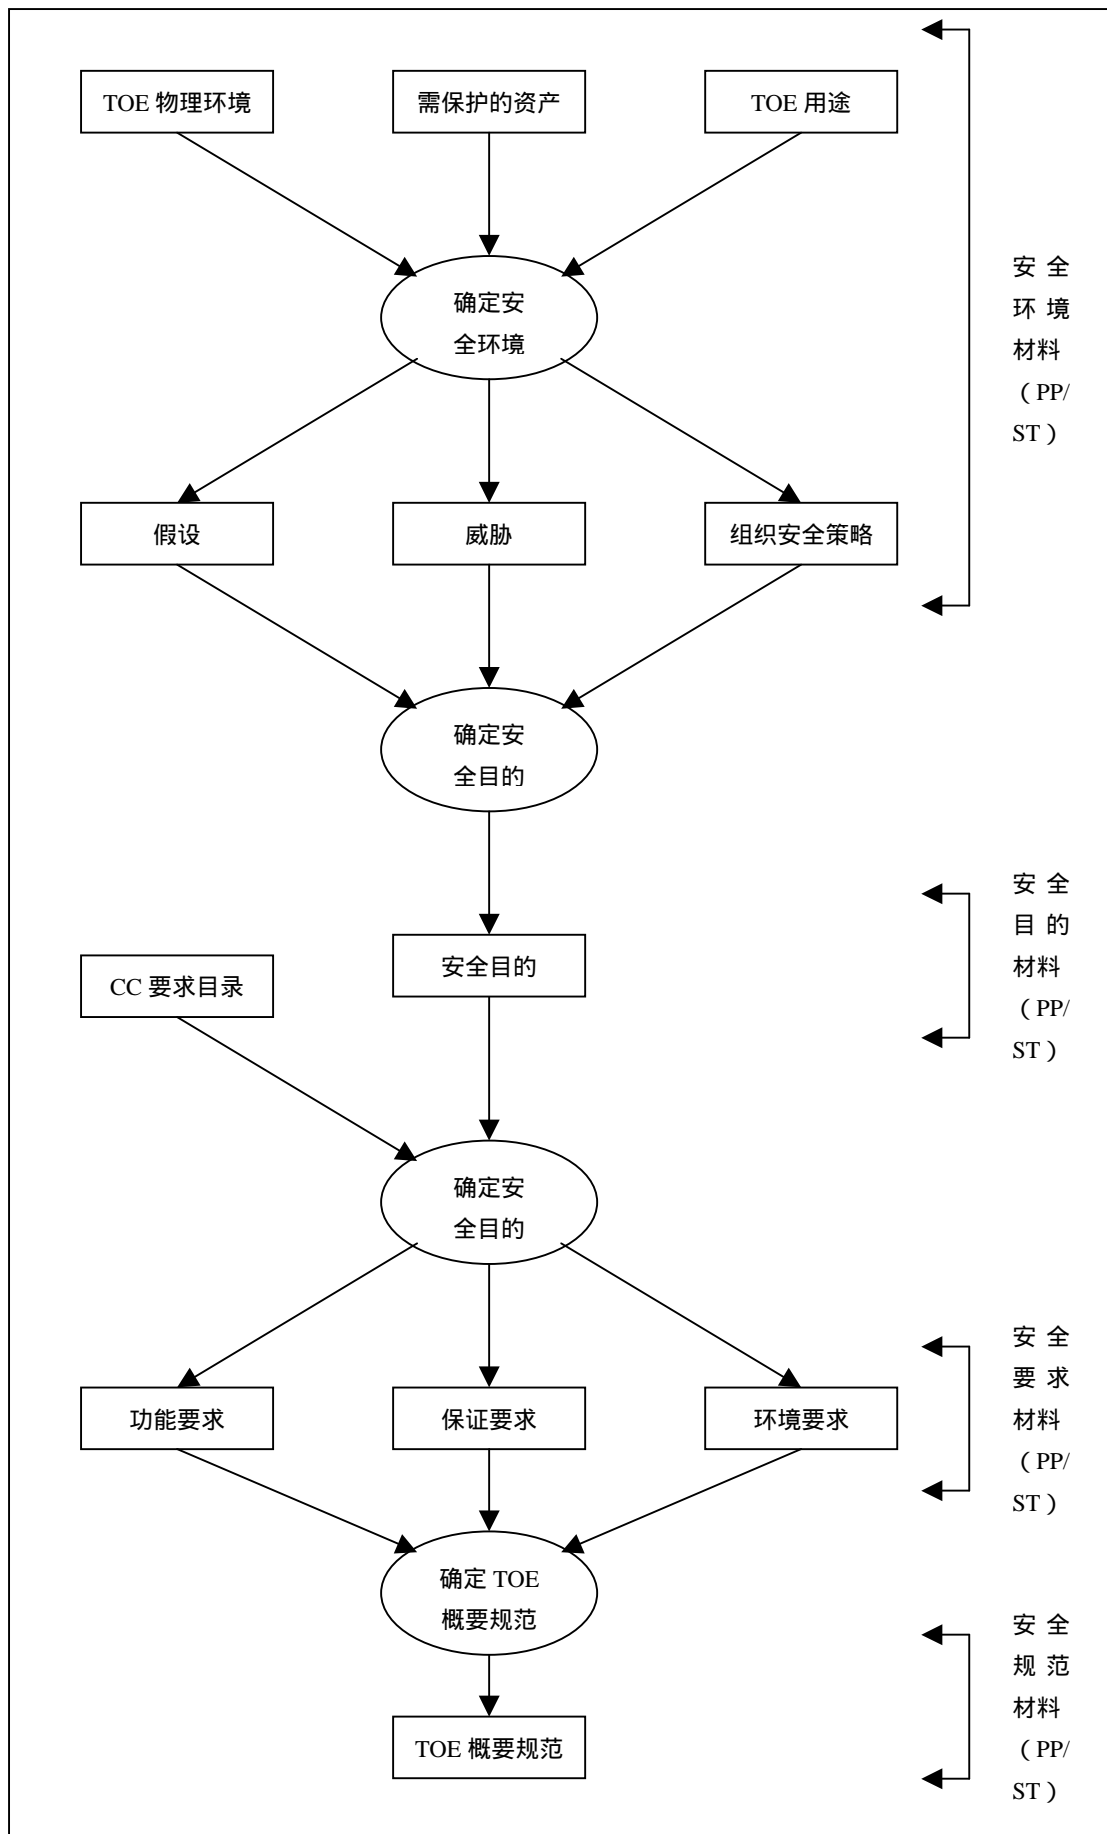 TOE 物理环境
需保护的资产
TOE 用途
确定安
全环境
安 全
环 境
材料
（ PP/
ST ）
假设
威胁
组织安全策略
确定安
全目的
安全目的
安 全
目 的
材料
（ PP/
ST ）
CC 要求目录
确定安
全目的
功能要求
保证要求
环境要求
安 全
要 求
材料
（ PP/
ST ）
确定 TOE
概要规范
TOE 概要规范
安 全
规 范
材料
（ PP/
ST ）